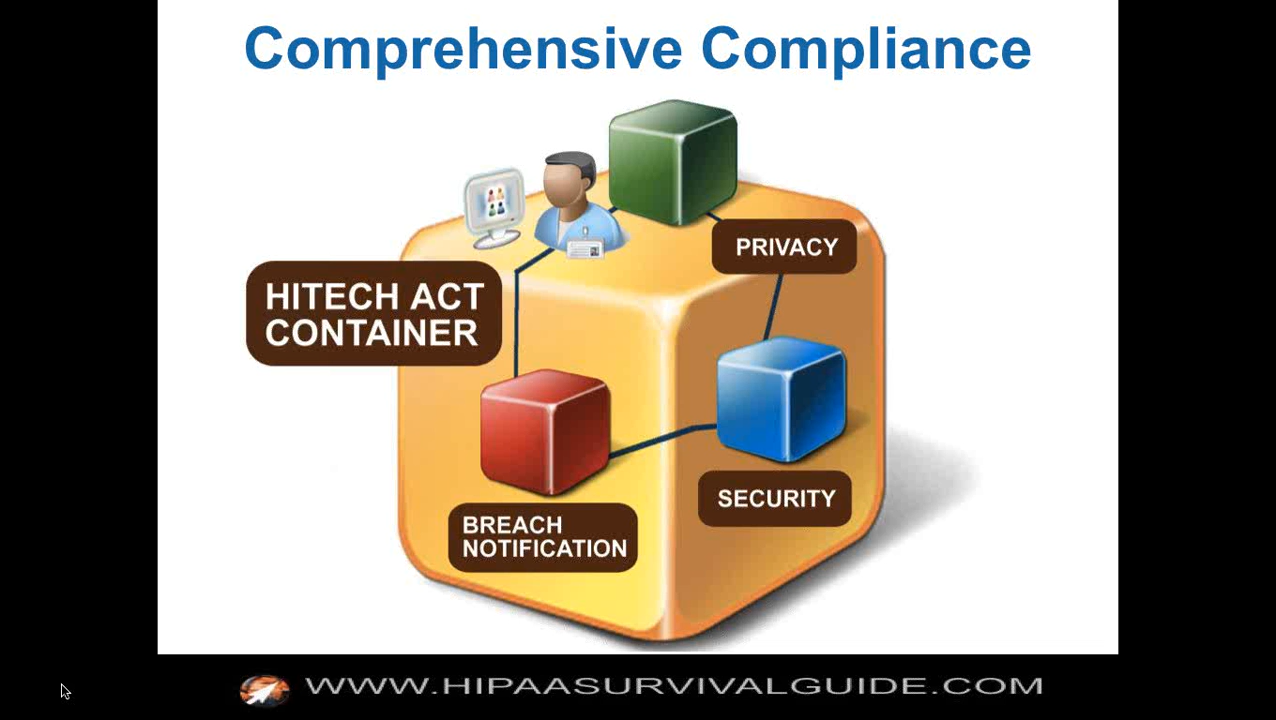 Comprehensive Compliance
PRIVACY
HITECH ACT
CONTAINER
SECURITY
BREACH
NOTIFICATION
WWW.HIPAASURVIVALGUIDE.COM